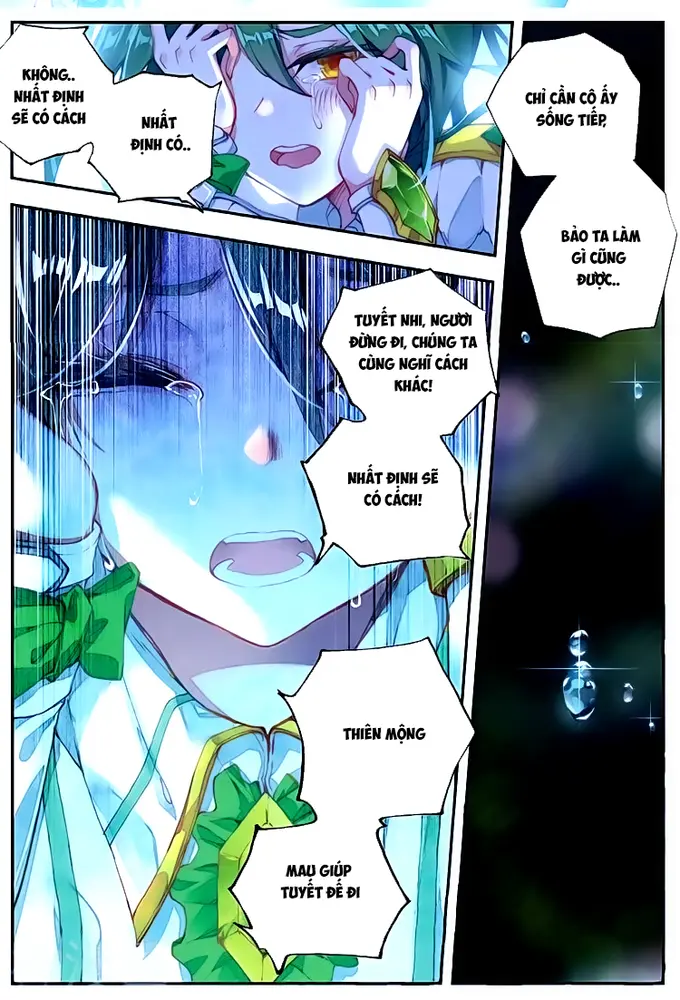 KHÔNG..
NHẤT ĐỊNH
SẼ CÓ CÁCH
NHẤT
ĐỊNH CÓ..
CHỈ CẦN CÔ ẤY
SỐNG TIẾP,
BẢO TA LÀM
GÌ CŨNG
ĐƯỢC..
TUYẾT NHI, NGƯƠI
ĐỪNG ĐI, CHÚNG TA
CÙNG NGHĨ CÁCH
KHÁC!
NHẤT ĐỊNH SẼ
CÓ CÁCH!
THIÊN MỘNG
MAU GIÚP
TUYẾT ĐẾ ĐI